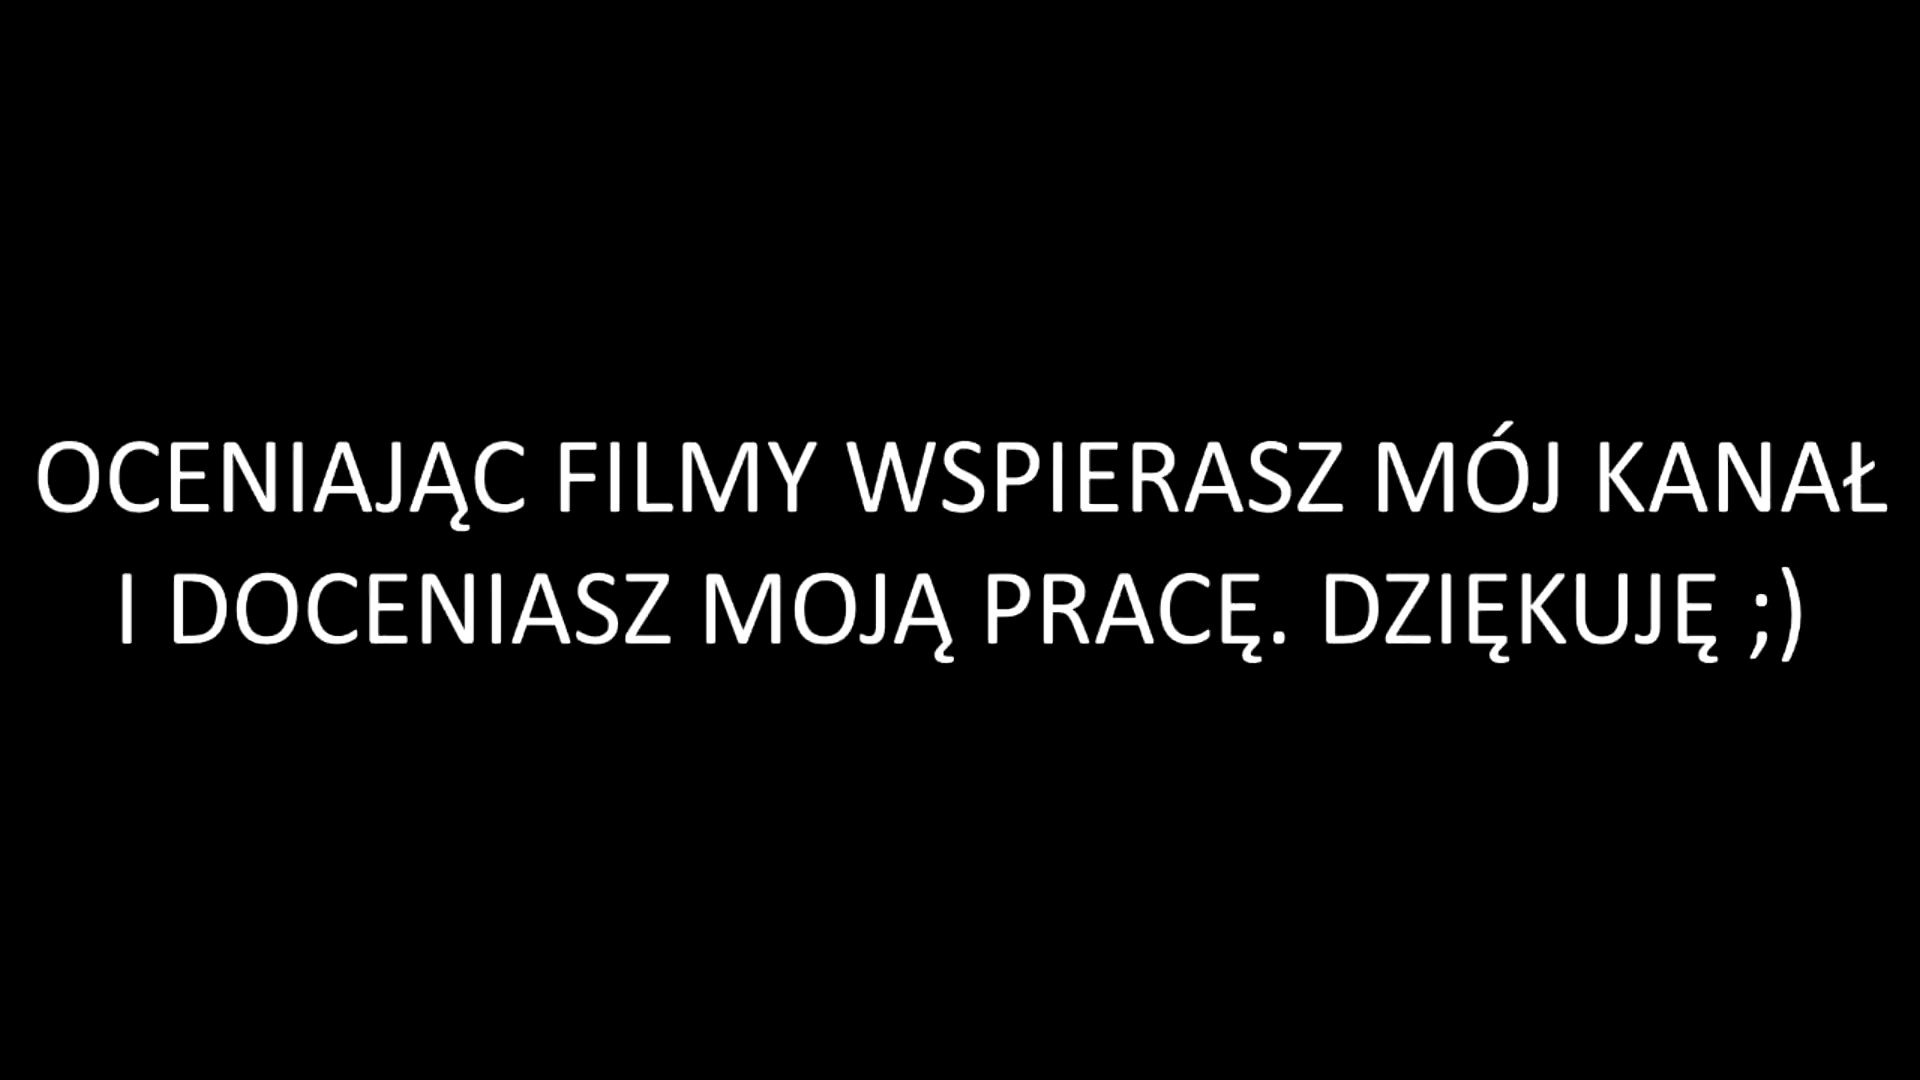 OCENIAJĄC FILMY WSPIERASZ MÓJ KANAŁ
I DOCENIASZ MOJĄ PRACĘ. DZIĘKUJĘ ;)